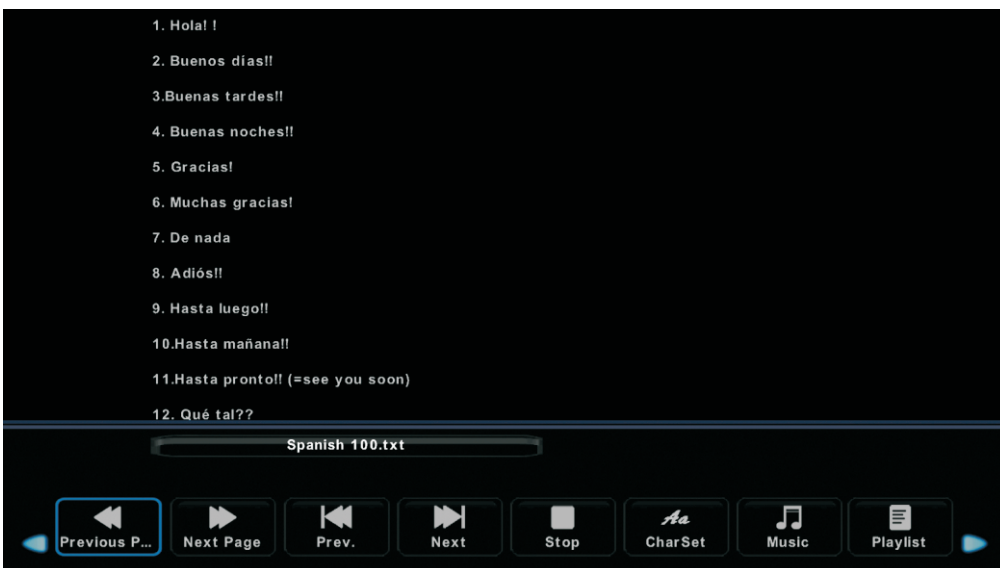 1. Hola! !
2. Buenos días!!
3.Buenas tardes!!
4. Buenas noches!!
5. Gracias!
6. Muchas gracias!
7. De nada
8. Adiós!!
9. Hasta luego!!
10.Hasta mañana!!
11.Hasta pronto!! (=see you soon)
12. Qué tal??
Spanish 100.txt
Previous P... Next Page Prev. Next Stop Aa CharSet Music Playlist